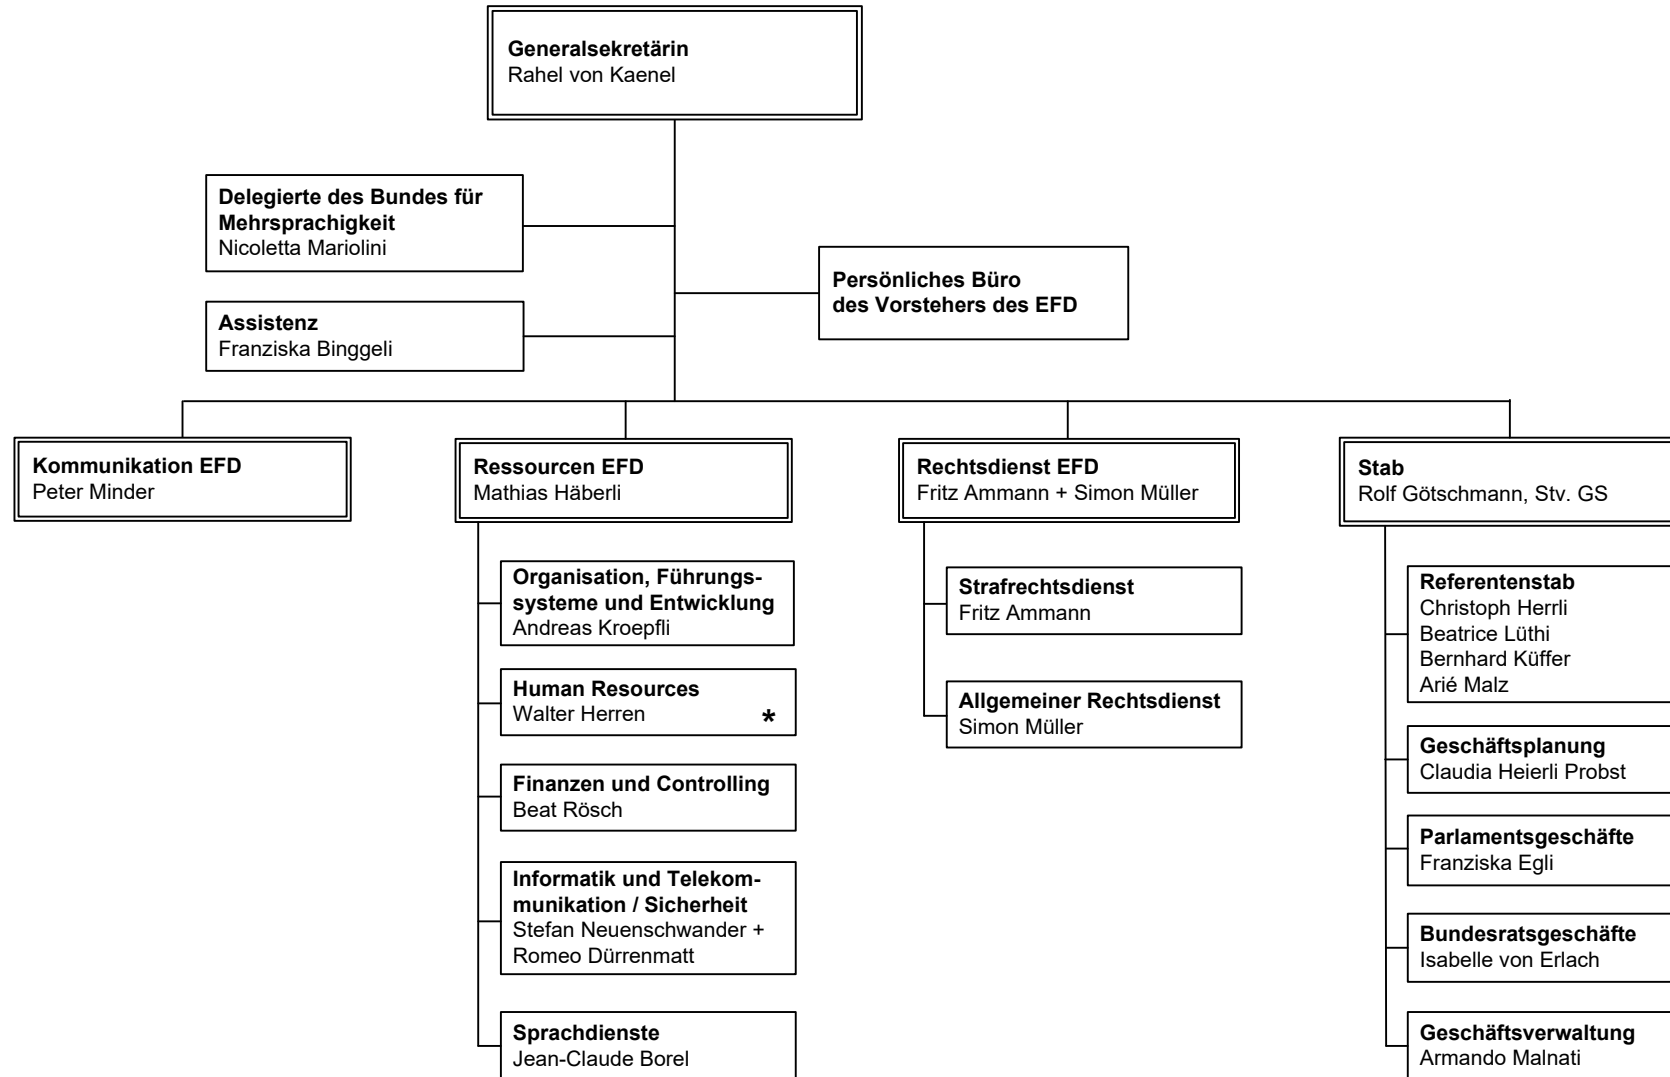 Generalsekretärin
Rahel von Kaenel
Delegierte des Bundes für
Mehrsprachigkeit
Nicoletta Mariolini
Persönliches Büro
des Vorstehers des EFD
Assistenz
Franziska Binggeli
Kommunikation EFD
Peter Minder
Ressourcen EFD
Mathias Häberli
Organisation, Führungs-
systeme und Entwicklung
Andreas Kroepfli
Human Resources
Walter Herren *
Finanzen und Controlling
Beat Rösch
Informatik und Telekom-
munikation / Sicherheit
Stefan Neuenschwander +
Romeo Dürrenmatt
Sprachdienste
Jean-Claude Borel
Rechtsdienst EFD
Fritz Ammann + Simon Müller
Strafrechtsdienst
Fritz Ammann
Allgemeiner Rechtsdienst
Simon Müller
Stab
Rolf Götschmann, Stv. GS
Referentenstab
Christoph Herrli
Beatrice Lüthi
Bernhard Küffer
Arié Malz
Geschäftsplanung
Claudia Heierli Probst
Parlamentsgeschäfte
Franziska Egli
Bundesratsgeschäfte
Isabelle von Erlach
Geschäftsverwaltung
Armando Malnati